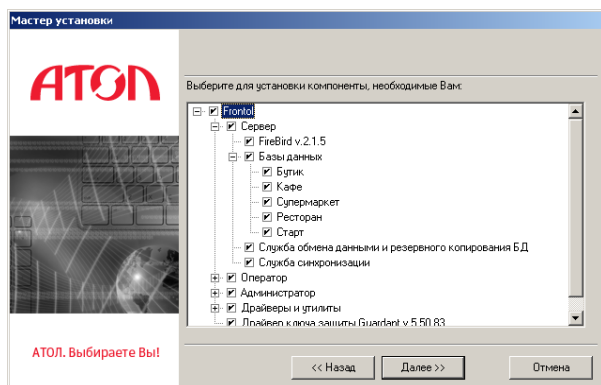 Мастер установки
АТОЛ
Выберите для установки компоненты, необходимые Вам:
Frontol
Сервер
FireBird v.2.1.5
Базы данных
Бутик
Кафе
Супермаркет
Ресторан
Старт
Служба обмена данными и резервного копирования БД
Служба синхронизации
Оператор
Администратор
Драйверы и утилиты
Драйвер ключа защиты Guardant v.5.50.83
АТОЛ. Выбираете Вы!
<< Назад Далее >> Отмена